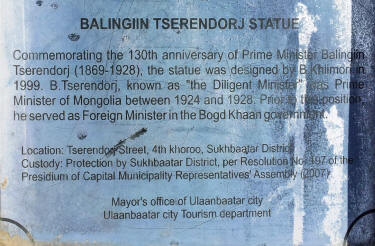 BALINGIIN TSERENDORJ STATUE
Commemorating the 130th anniversary of Prime Minister Balingiin
Tserendorj (1869-1928), the statue was designed by B.Khiimori in
1999. B.Tserendorj, known as "the Diligent Minister" was Prime
Minister of Mongolia between 1924 and 1928. Prior to this position,
he served as Foreign Minister in the Bogd Khaan government.
Location: Tserendorj Street, 4th khoroo, Sukhbaatar District
Custody: Protection by Sukhbaatar District, per Resolution No. 197 of the
Presidium of Capital Municipality Representatives' Assembly (2007)
Mayor's office of Ulaanbaatar city
Ulaanbaatar city Tourism department